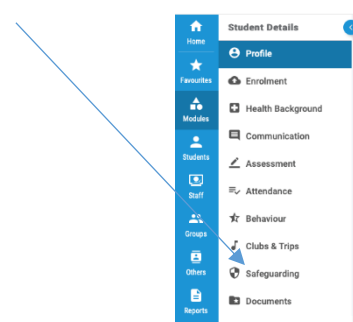 Home
Favourites
Modules
Students
Staff
Groups
Others
Reports
Student Details
Profile
Enrolment
Health Background
Communication
Assessment
Attendance
Behaviour
Clubs & Trips
Safeguarding
Documents